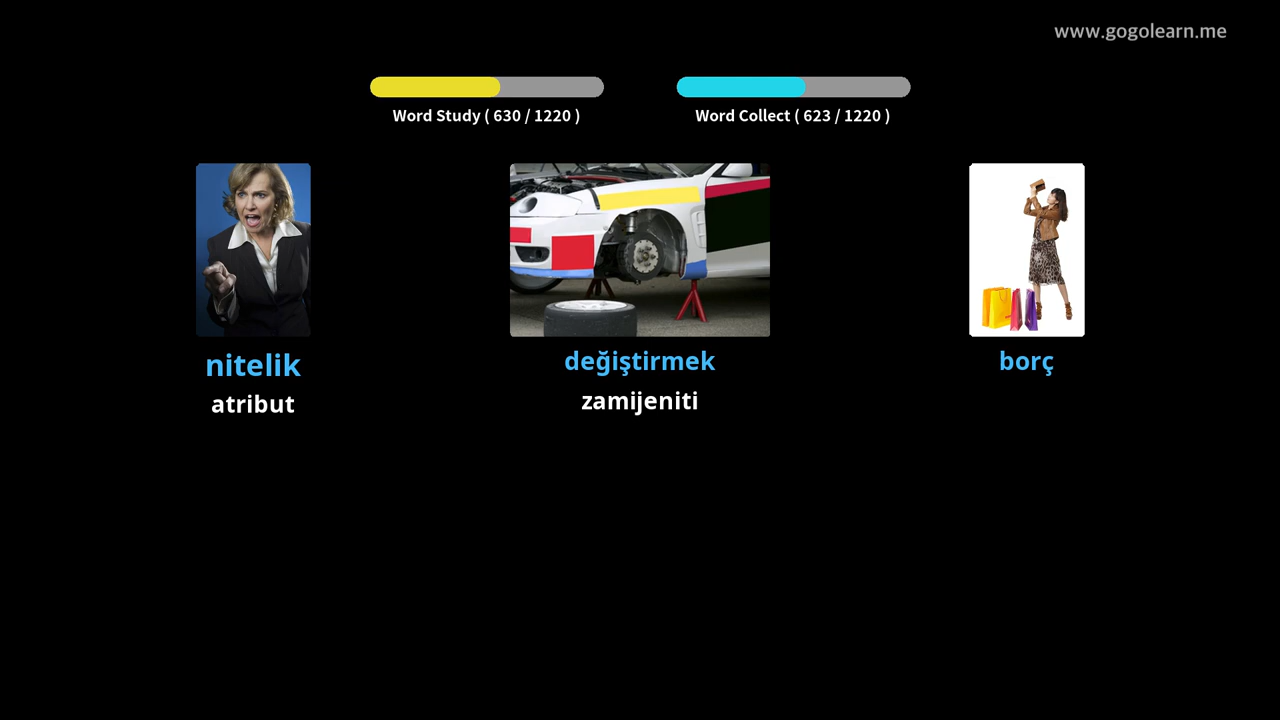 www.gogolearn.me
Word Study ( 630 / 1220 )
Word Collect ( 623 / 1220 )
nitelik
atribut
değiştirmek
zamijeniti
borç